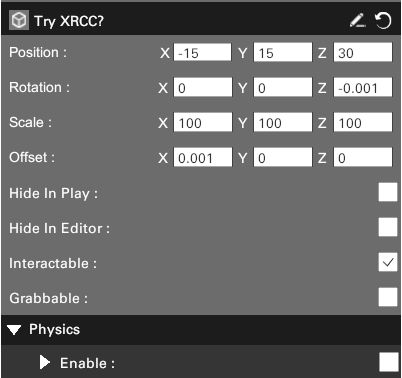 Try XRCC?
Position : X -15 Y 15 Z 30
Rotation : X 0 Y 0 Z -0.001
Scale : X 100 Y 100 Z 100
Offset : X 0.001 Y 0 Z 0
Hide In Play :
Hide In Editor :
Interactable :
Grabbable :
Physics
Enable :